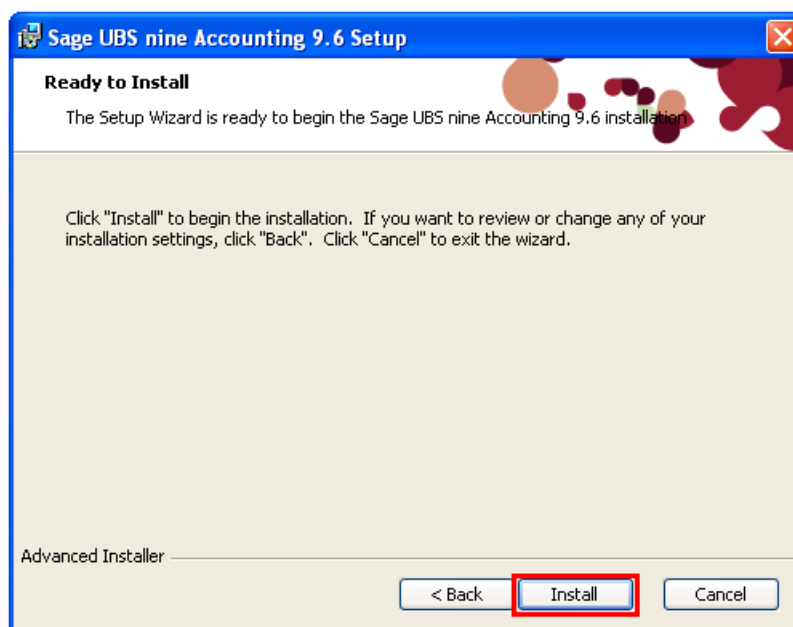 Sage UBS nine Accounting 9.6 Setup
Ready to Install
The Setup Wizard is ready to begin the Sage UBS nine Accounting 9.6 installation
Click "Install" to begin the installation.  If you want to review or change any of your
installation settings, click "Back".  Click "Cancel" to exit the wizard.
Advanced Installer
< Back Install Cancel